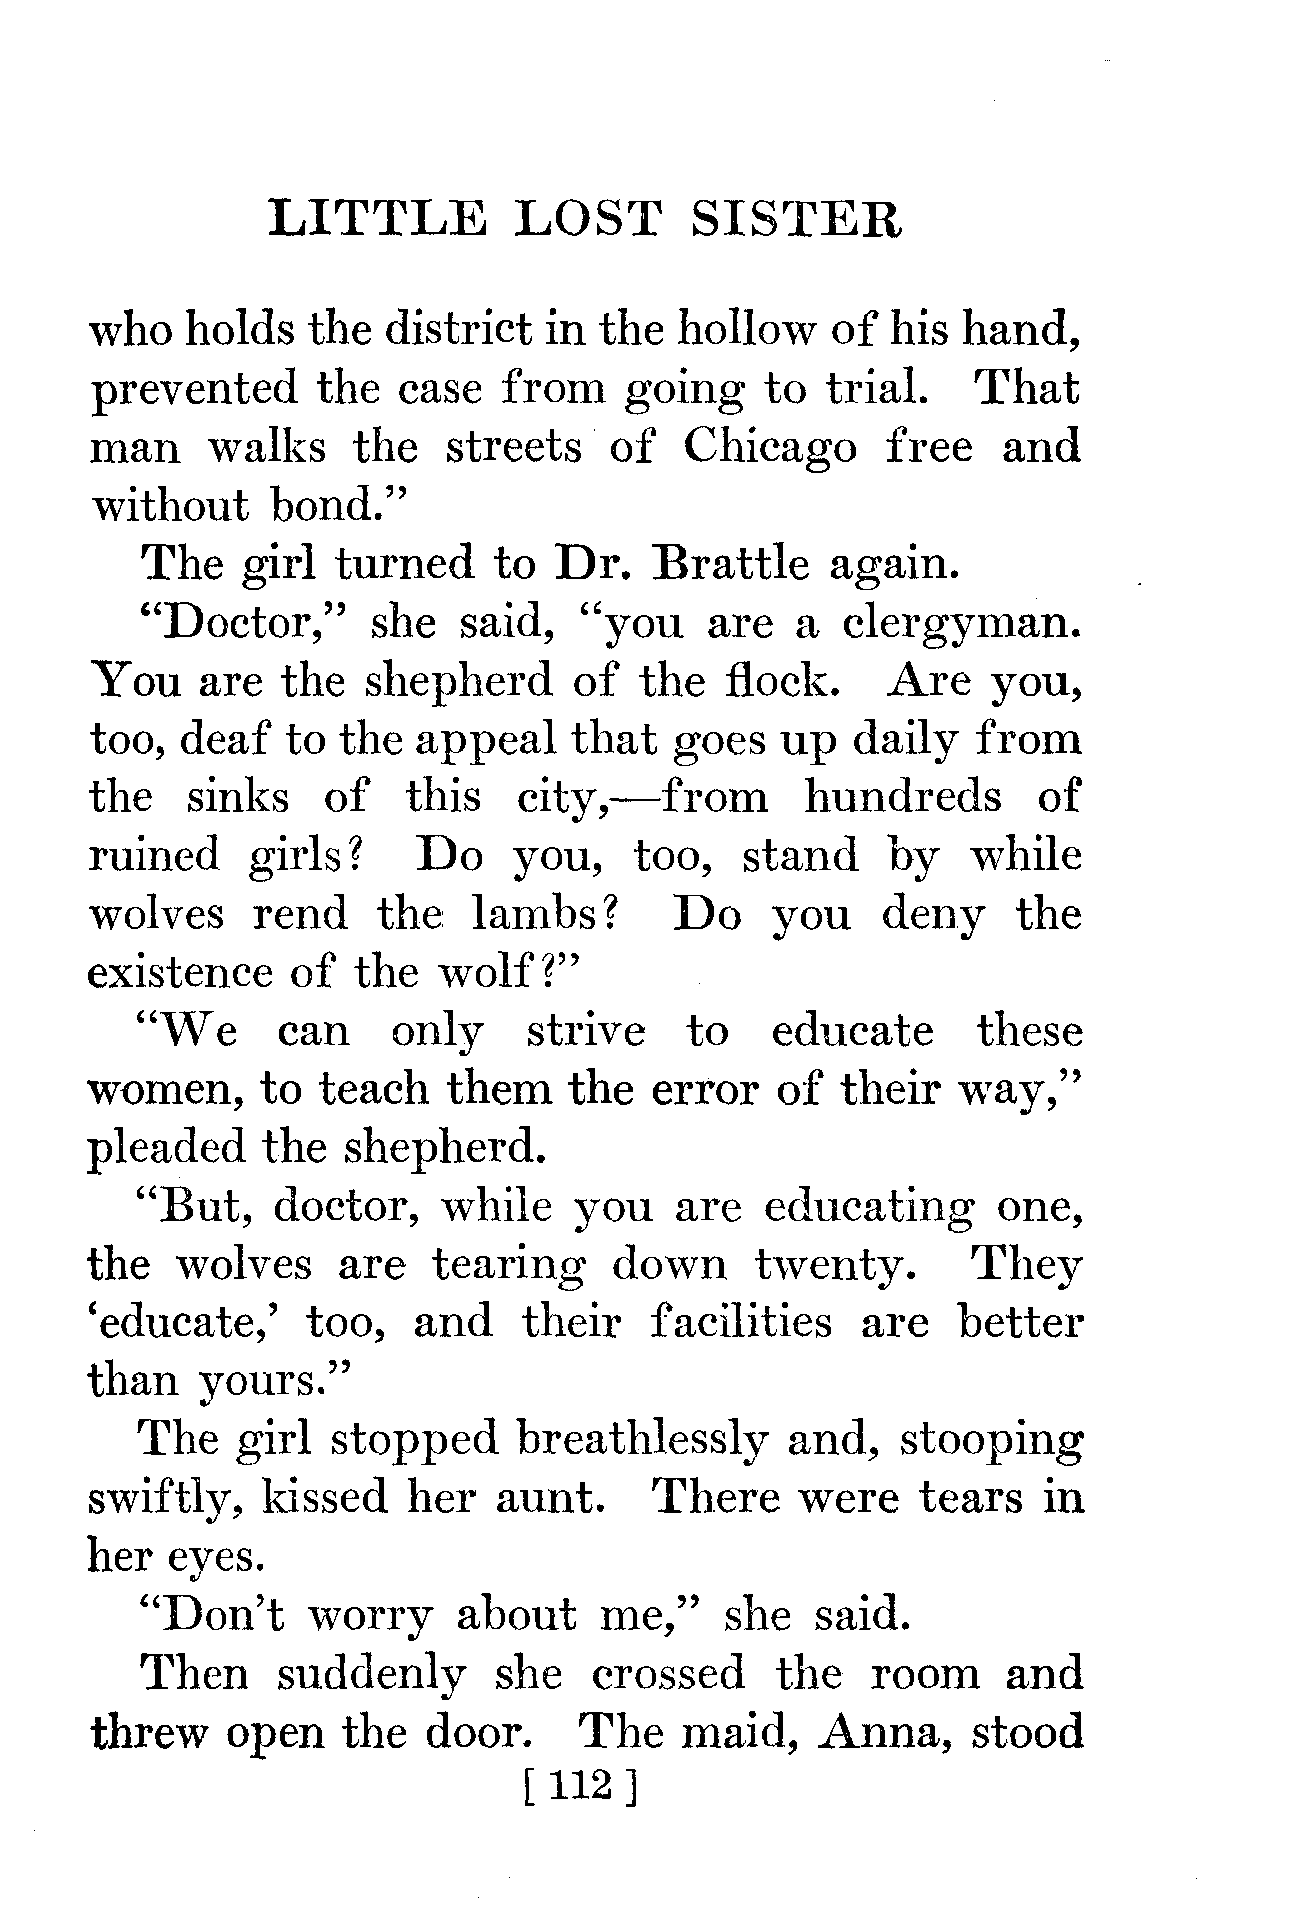 LITTLE LOST SISTER
who holds the district in the hollow of his hand,
prevented the case from going to trial. That
man walks the streets of Chicago free and
without bond.”
The girl turned to Dr. Brattle again.
“Doctor,” she said, “you are a clergyman.
You are the shepherd of the flock. Are you,
too, deaf to the appeal that goes up daily from
the sinks of this city,—from hundreds of
ruined girls? Do you, too, stand by while
wolves rend the lambs? Do you deny the
existence of the wolf?”
“We can only strive to educate these
women, to teach them the error of their way,”
pleaded the shepherd.
“But, doctor, while you are educating one,
the wolves are tearing down twenty. They
‘educate,’ too, and their facilities are better
than yours.”
The girl stopped breathlessly and, stooping
swiftly, kissed her aunt. There were tears in
her eyes.
“Don’t worry about me,” she said.
Then suddenly she crossed the room and
threw open the door. The maid, Anna, stood
[ 112 ]